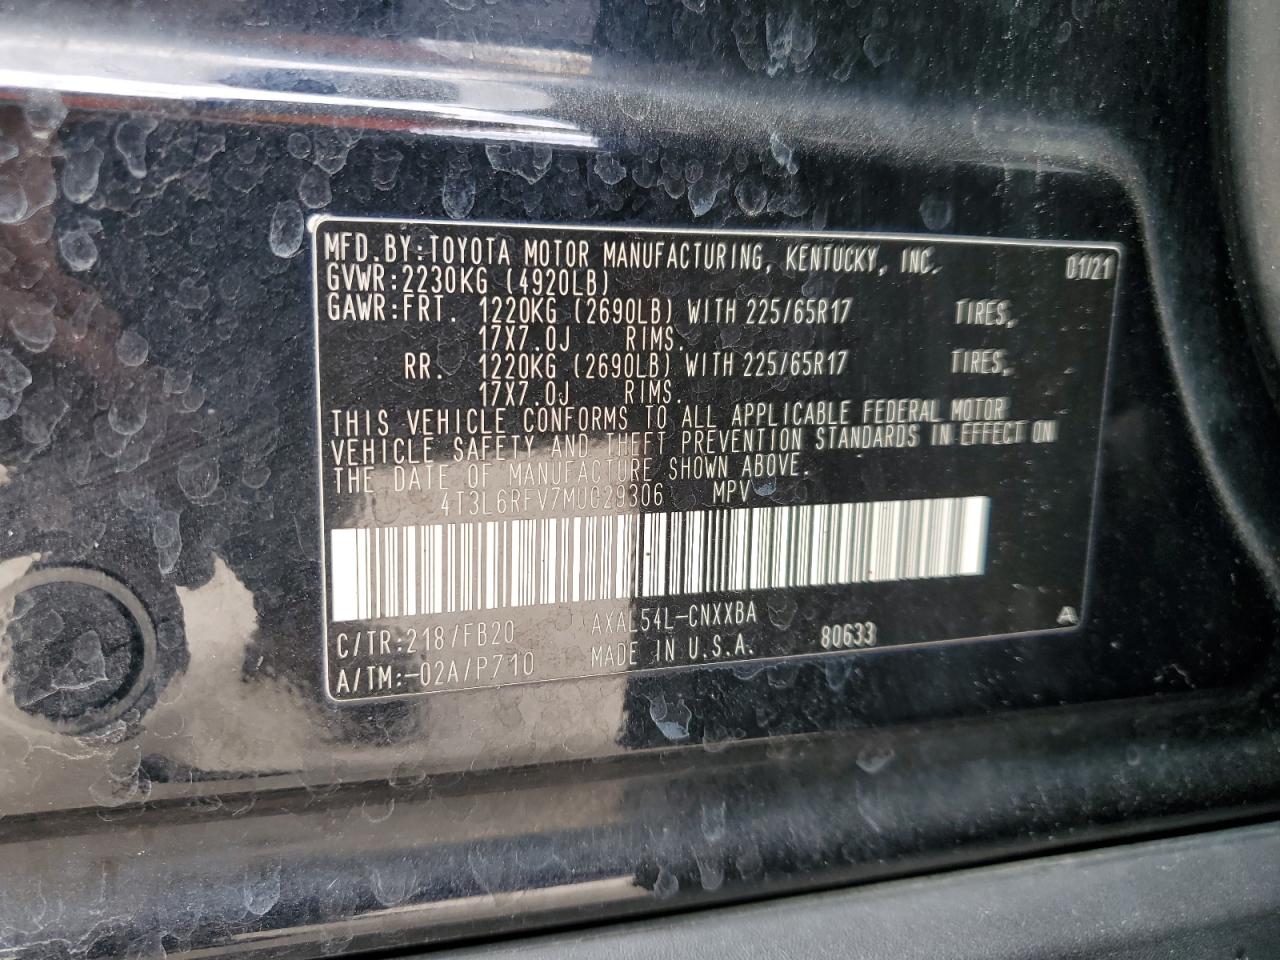 MFD.BY:TOYOTA MOTOR MANUFACTURING, KENTUCKY, INC. 01/21
GVWR:2230KG (4920LB)
GAWR:FRT. 1220KG (2690LB) WITH 225/65R17 TIRES,
17X7.0J RIMS.
RR. 1220KG (2690LB) WITH 225/65R17 TIRES,
17X7.0J RIMS.
THIS VEHICLE CONFORMS TO ALL APPLICABLE FEDERAL MOTOR
VEHICLE SAFETY AND THEFT PREVENTION STANDARDS IN EFFECT ON
THE DATE OF MANUFACTURE SHOWN ABOVE.
4T3L6RFV7MU029306 MPV
C/TR:218/FB20 AXAL54L-CNXXBA A
A/TM:-02A/P710 MADE IN U.S.A. 80633